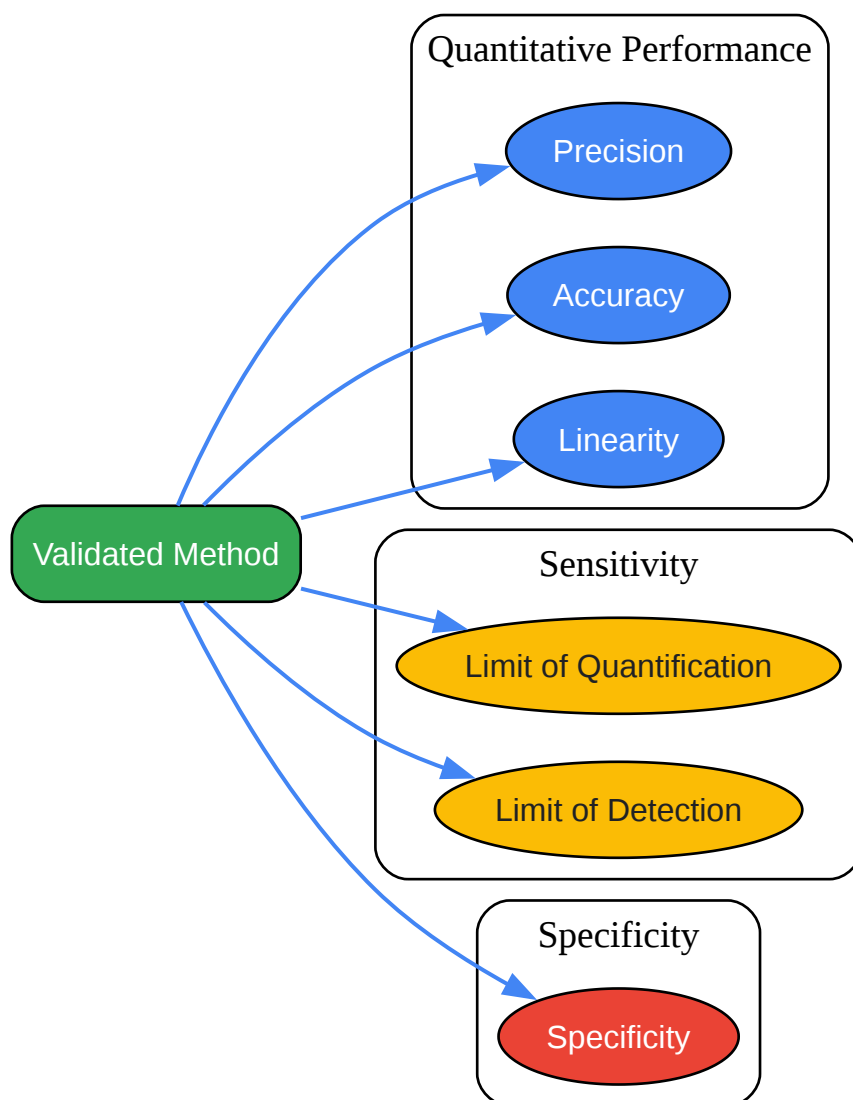 Quantitative Performance
Precision
Accuracy
Linearity
Validated Method
Sensitivity
Limit of Quantification
Limit of Detection
Specificity
Specificity